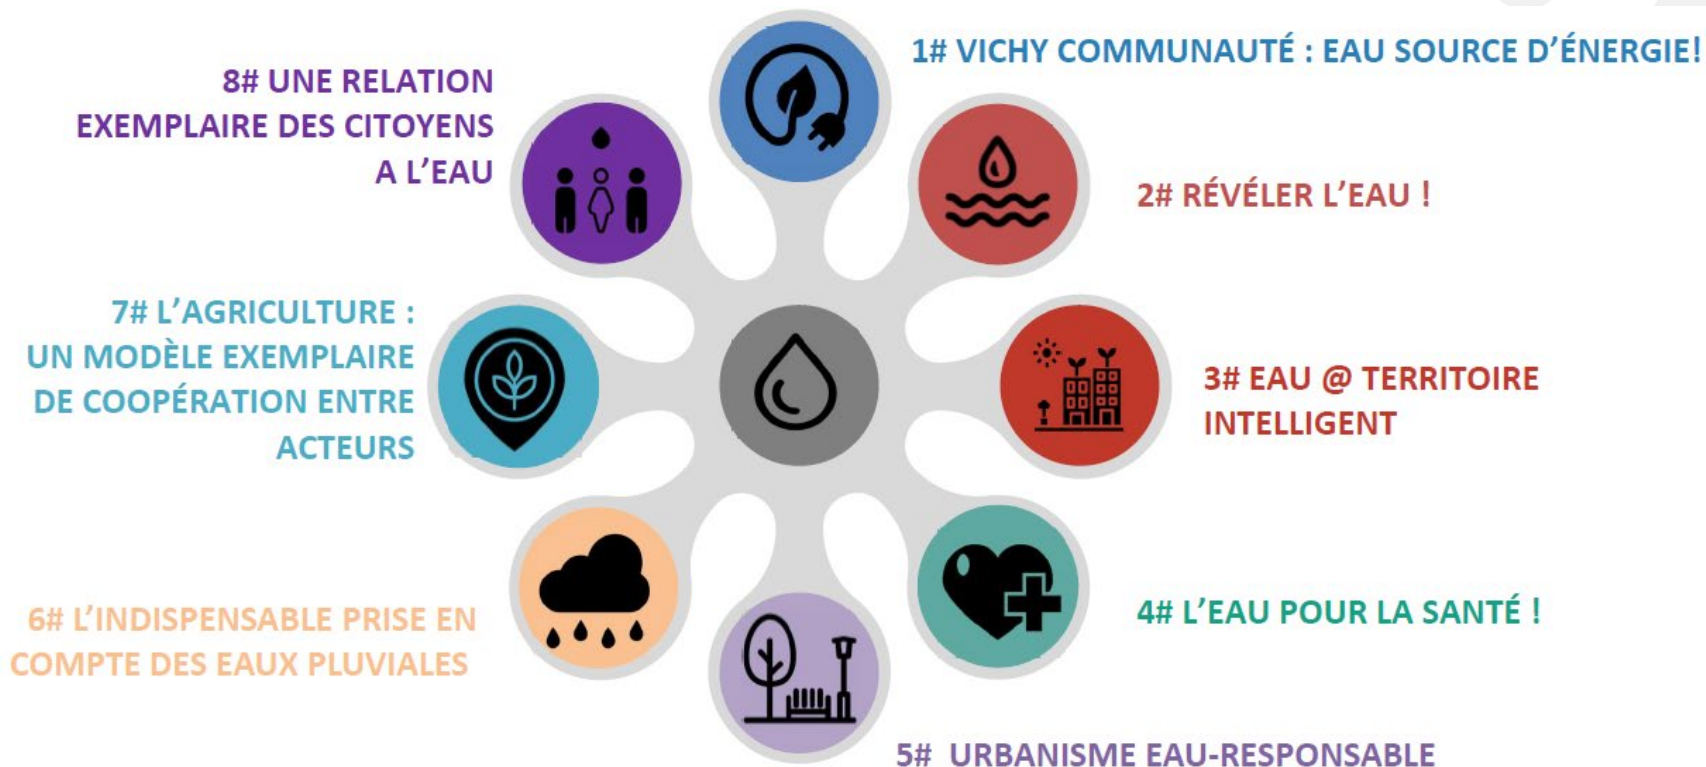 1# VICHY COMMUNAUTÉ : EAU SOURCE D'ÉNERGIE!
2# RÉVÉLER L'EAU !
3# EAU @ TERRITOIRE
INTELLIGENT
4# L'EAU POUR LA SANTÉ !
5# URBANISME EAU-RESPONSABLE
6# L'INDISPENSABLE PRISE EN
COMPTE DES EAUX PLUVIALES
7# L'AGRICULTURE :
UN MODÈLE EXEMPLAIRE
DE COOPÉRATION ENTRE
ACTEURS
8# UNE RELATION
EXEMPLAIRE DES CITOYENS
A L'EAU